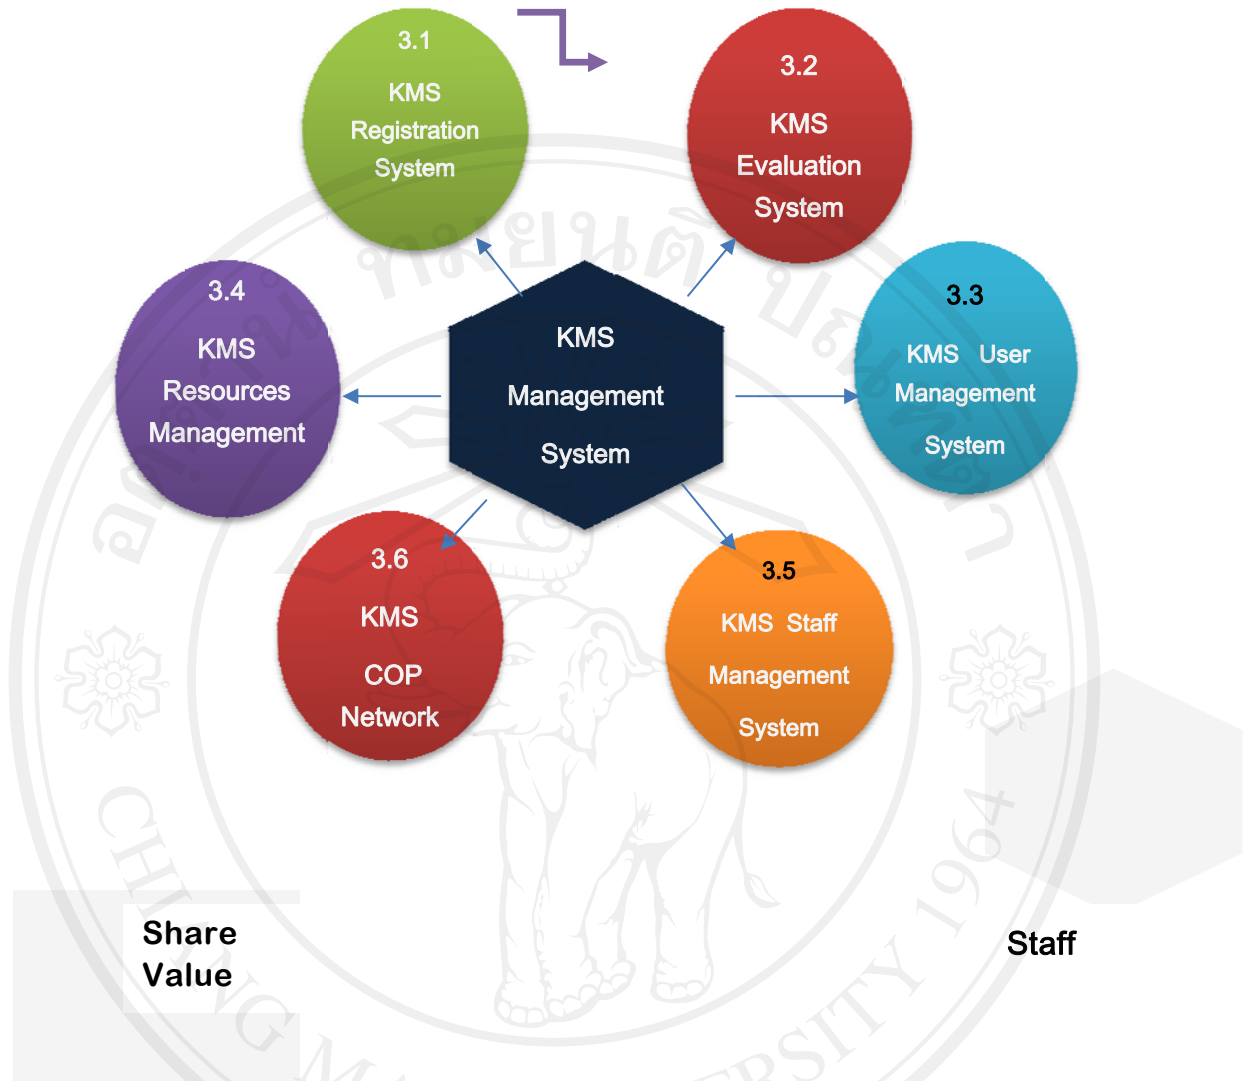 3.1
KMS
Registration
System
3.2
KMS
Evaluation
System
3.4
KMS
Resources
Management
KMS
Management
System
3.3
KMS User
Management
System
3.6
KMS
COP
Network
3.5
KMS Staff
Management
System
Share
Value
Staff
1964